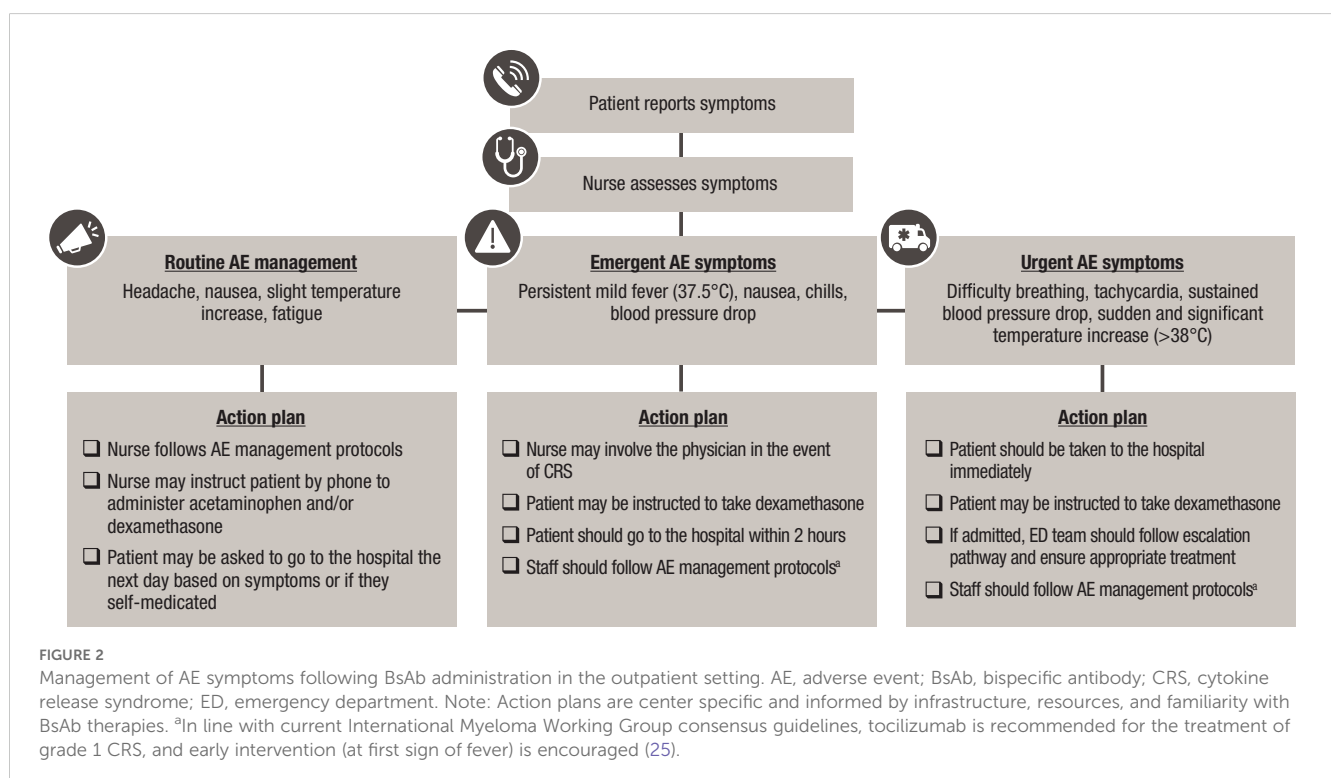 Patient reports symptoms
Nurse assesses symptoms
Routine AE management
Headache, nausea, slight temperature
increase, fatigue
Emergent AE symptoms
Persistent mild fever (37.5°C), nausea, chills,
blood pressure drop
Urgent AE symptoms
Difficulty breathing, tachycardia, sustained
blood pressure drop, sudden and significant
temperature increase (>38°C)
Action plan
❑ Nurse follows AE management protocols
❑ Nurse may instruct patient by phone to
administer acetaminophen and/or
dexamethasone
❑ Patient may be asked to go to the hospital the
next day based on symptoms or if they
self-medicated
Action plan
❑ Nurse may involve the physician in the event
of CRS
❑ Patient may be instructed to take dexamethasone
❑ Patient should go to the hospital within 2 hours
❑ Staff should follow AE management protocolsᵃ
Action plan
❑ Patient should be taken to the hospital
immediately
❑ Patient may be instructed to take dexamethasone
❑ If admitted, ED team should follow escalation
pathway and ensure appropriate treatment
❑ Staff should follow AE management protocolsᵃ
FIGURE 2
Management of AE symptoms following BsAb administration in the outpatient setting. AE, adverse event; BsAb, bispecific antibody; CRS, cytokine
release syndrome; ED, emergency department. Note: Action plans are center specific and informed by infrastructure, resources, and familiarity with
BsAb therapies. ᵃIn line with current International Myeloma Working Group consensus guidelines, tocilizumab is recommended for the treatment of
grade 1 CRS, and early intervention (at first sign of fever) is encouraged (25).